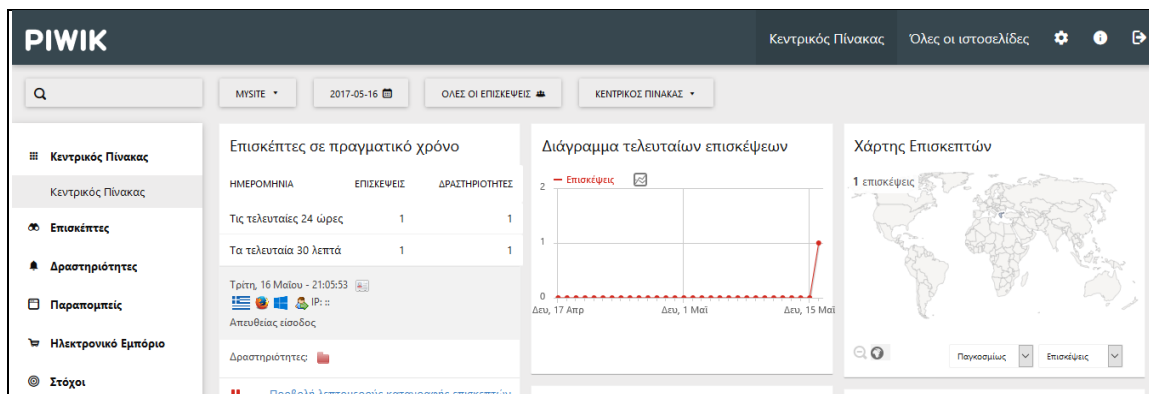 PIWIK
Κεντρικός Πίνακας
Όλες οι ιστοσελίδες
MYSITE
2017-05-16
ΟΛΕΣ ΟΙ ΕΠΙΣΚΕΨΕΙΣ
ΚΕΝΤΡΙΚΟΣ ΠΙΝΑΚΑΣ
Κεντρικός Πίνακας
Κεντρικός Πίνακας
Επισκέπτες
Δραστηριότητες
Παραπομπείς
Ηλεκτρονικό Εμπόριο
Στόχοι
Επισκέπτες σε πραγματικό χρόνο
ΗΜΕΡΟΜΗΝΙΑ ΕΠΙΣΚΕΨΕΙΣ ΔΡΑΣΤΗΡΙΟΤΗΤΕΣ
Τις τελευταίες 24 ώρες 1 1
Τα τελευταία 30 λεπτά 1 1
Τρίτη, 16 Μαΐου - 21:05:53
IP: ::
Απευθείας είσοδος
Δραστηριότητες:
Προβολή λεπτομερούς καταγραφής επισκεπτών
Διάγραμμα τελευταίων επισκέψεων
Επισκέψεις
2
1
0
Δευ, 17 Απρ Δευ, 1 Μαΐ Δευ, 15 Μαΐ
Χάρτης Επισκεπτών
1 επισκέψεις
Παγκοσμίως
Επισκέψεις